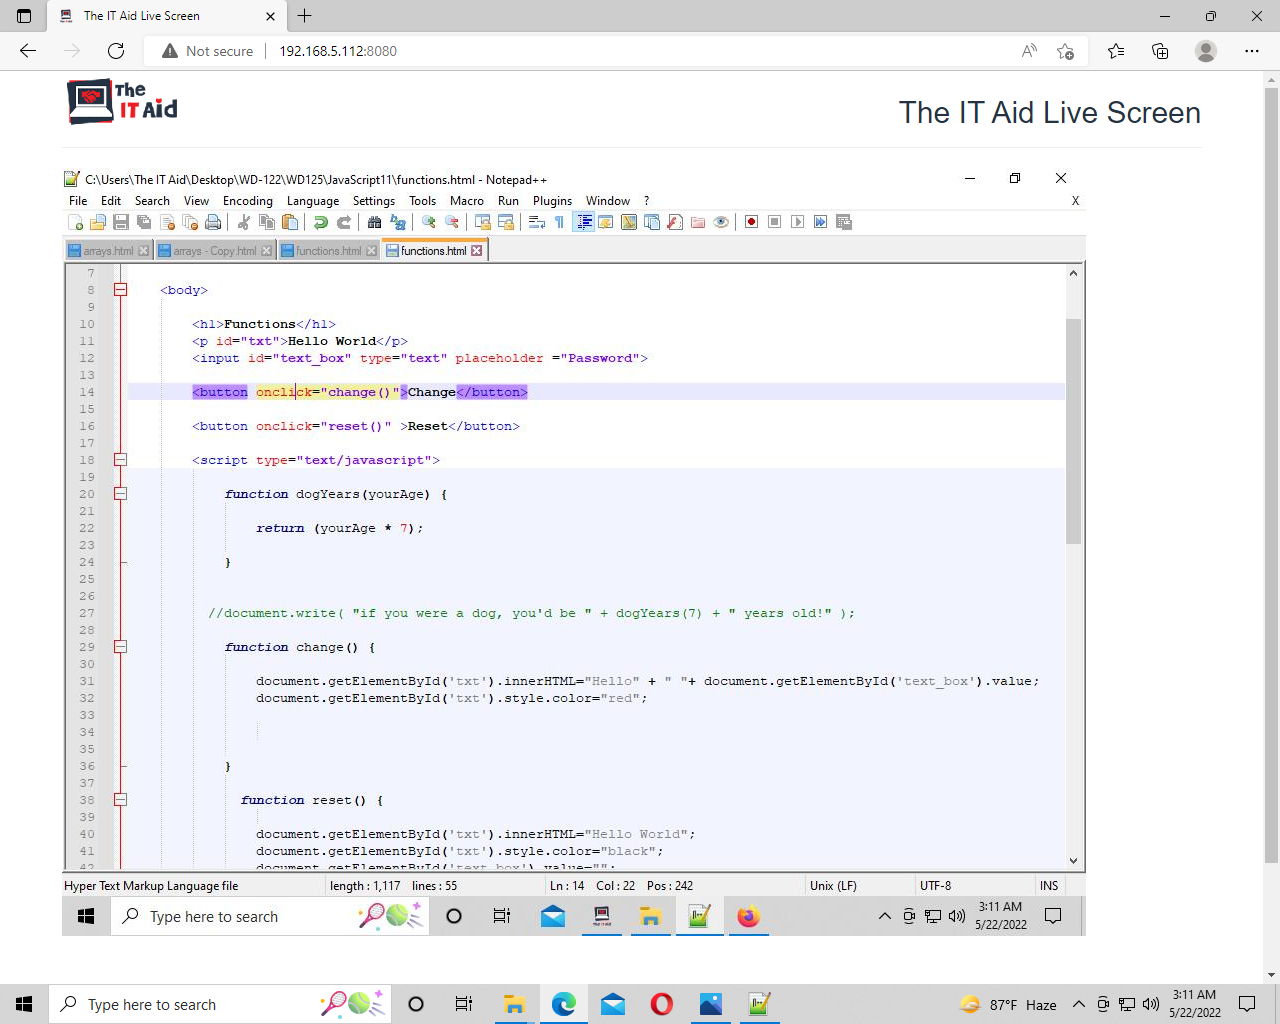 The IT Aid Live Screen
Not secure 192.168.5.112:8080
The
IT Aid
The IT Aid Live Screen
C:\Users\The IT Aid\Desktop\WD-122\WD125\JavaScript11\functions.html - Notepad++
File Edit Search View Encoding Language Settings Tools Macro Run Plugins Window ? X
arrays.html arrays - Copy.html functions.html functions.html
7
8 <body>
9
10 <h1>Functions</h1>
11 <p id="txt">Hello World</p>
12 <input id="text_box" type="text" placeholder ="Password">
13
14 <button onclick="change()">Change</button>
15
16 <button onclick="reset()" >Reset</button>
17
18 <script type="text/javascript">
19
20 function dogYears(yourAge) {
21
22 return (yourAge * 7);
23
24 }
25
26
27 //document.write( "if you were a dog, you'd be " + dogYears(7) + " years old!" );
28
29 function change() {
30
31 document.getElementById('txt').innerHTML="Hello" + " "+ document.getElementById('text_box').value;
32 document.getElementById('txt').style.color="red";
33
34
35
36 }
37
38 function reset() {
39
40 document.getElementById('txt').innerHTML="Hello World";
41 document.getElementById('txt').style.color="black";
42 document.getElementById('text_box').value="";
Hyper Text Markup Language file length : 1,117 lines : 55 Ln : 14 Col : 22 Pos : 242 Unix (LF) UTF-8 INS
Type here to search 3:11 AM
5/22/2022
Type here to search 87°F Haze 3:11 AM
5/22/2022